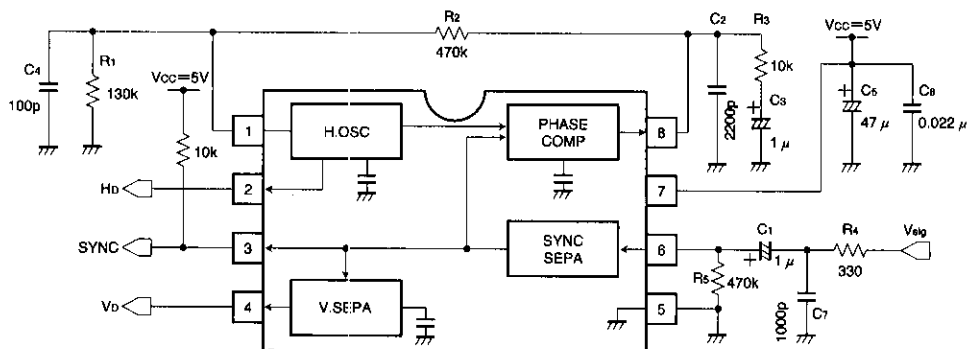 R2
470k
C4
100p
R1
130k
Vcc=5V
10k
C2
2200p
R3
10k
C3
+
1 μ
Vcc=5V
+
C5
47 μ
C8
0.022 μ
1
H.OSC
PHASE
COMP
8
HD
2
7
SYNC
3
SYNC
SEPA
6
+
C1
1 μ
R4
330
Vsig
R5
470k
1000p
C7
VD
4
V.SEPA
5